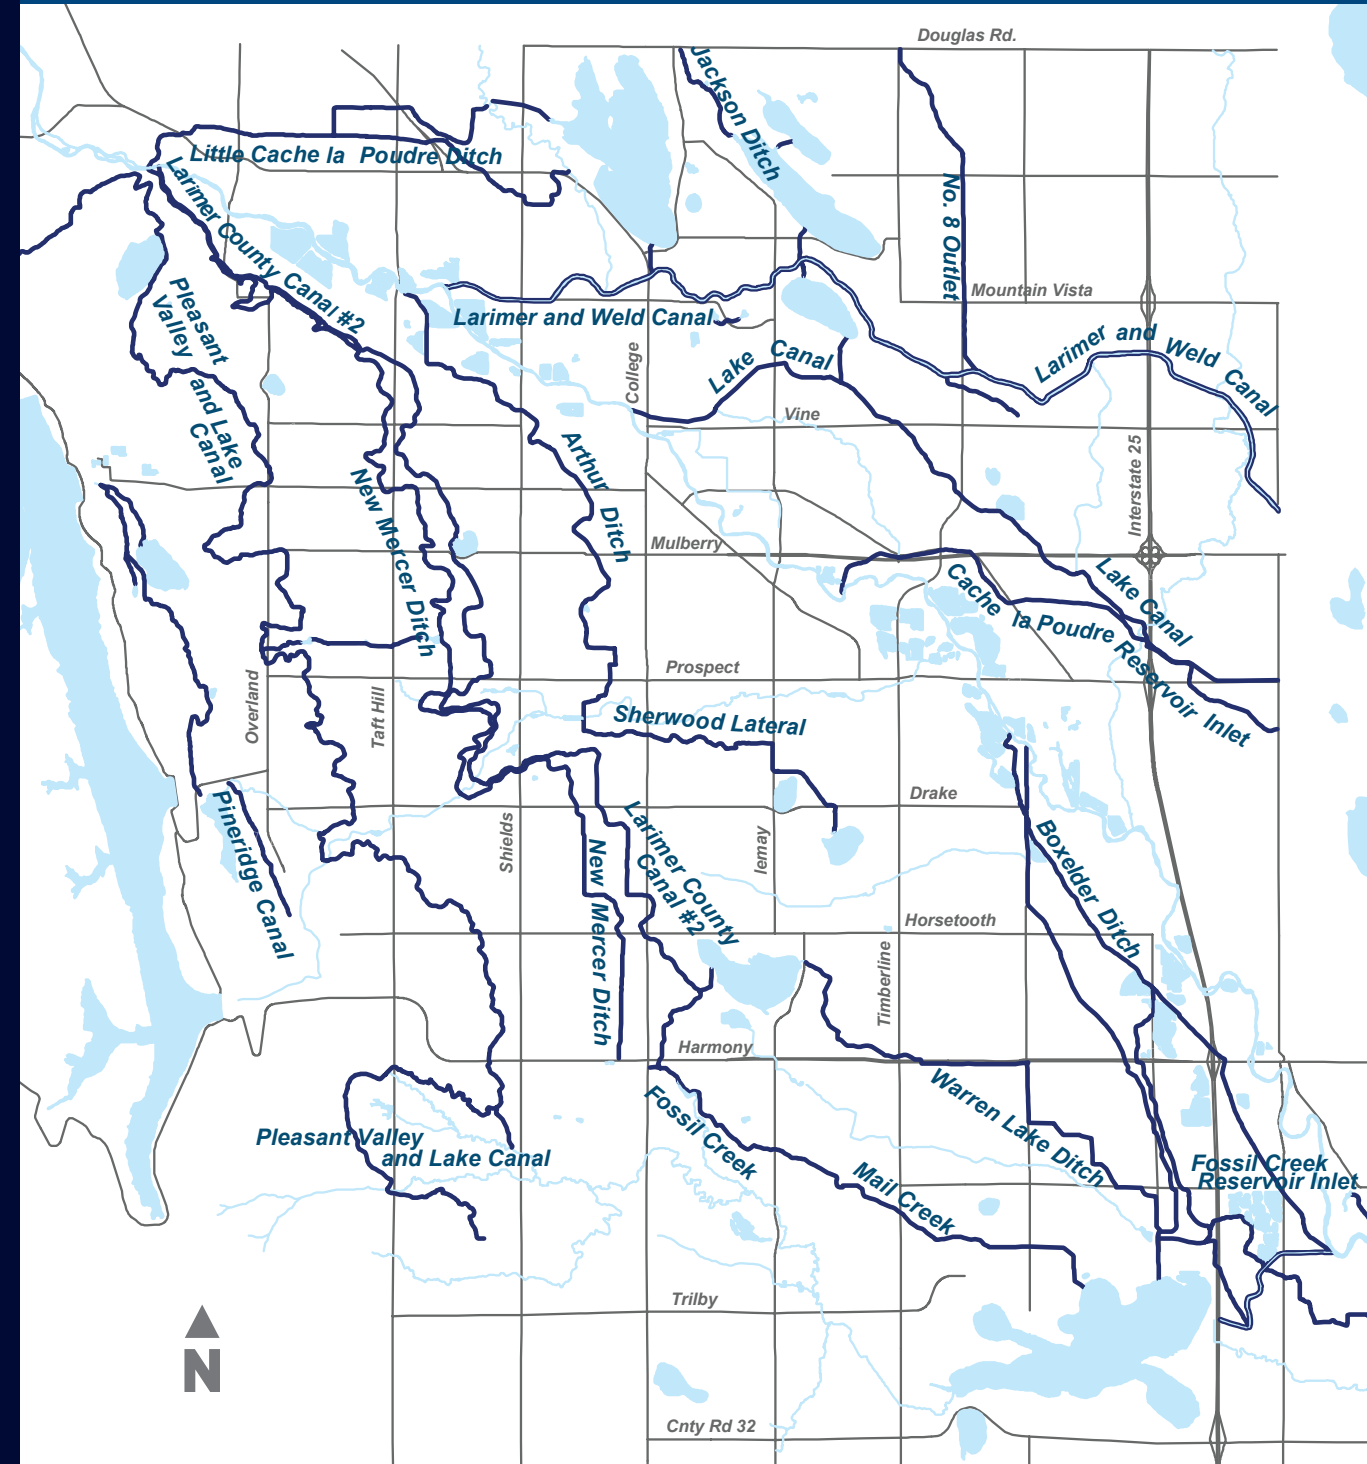 Douglas Rd.
Jackson Ditch
Little Cache la Poudre Ditch
Larimer County Canal #2
No. 8 Outlet
Mountain Vista
Pleasant
Valley
and Lake
Canal
Larimer and Weld Canal
Larimer and Weld Canal
College
Lake Canal
Vine
Arthur Ditch
Interstate 25
New Mercer Ditch
Mulberry
Lake Canal
Cache la Poudre Reservoir Inlet
Prospect
Overland
Taft Hill
Sherwood Lateral
Drake
Pineridge Canal
Shields
lemay
Larimer County
Canal #2
New Mercer Ditch
Boxelder Ditch
Horsetooth
Timberline
Harmony
Warren Lake Ditch
Fossil Creek
Pleasant Valley
and Lake Canal
Mail Creek
Fossil Creek
Reservoir Inlet
Trilby
N
Cnty Rd 32